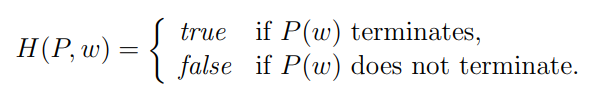 H(P, w) = { true if P(w) terminates,
false if P(w) does not terminate.